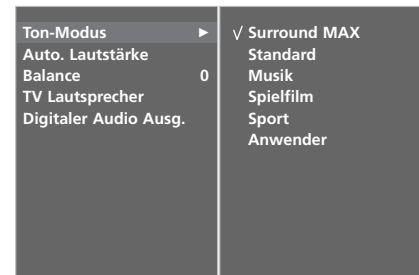 Ton-Modus ►
Auto. Lautstärke
Balance 0
TV Lautsprecher
Digitaler Audio Ausg.
√ Surround MAX
Standard
Musik
Spielfilm
Sport
Anwender